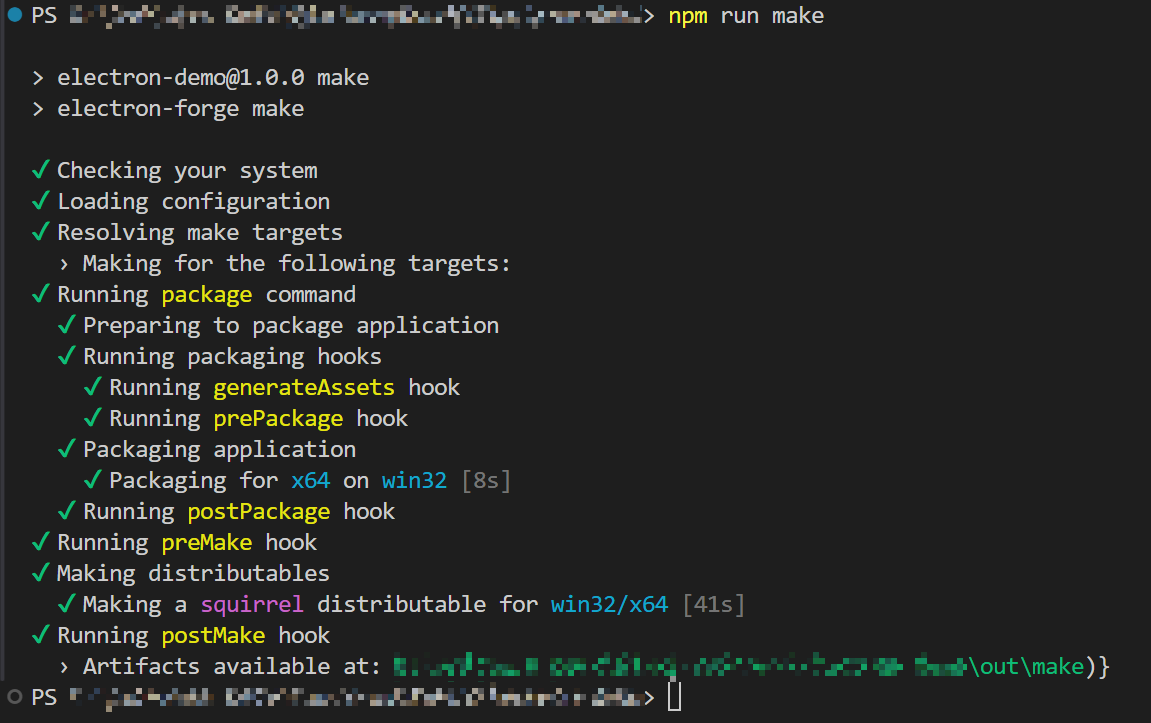 PS > npm run make
> electron-demo@1.0.0 make
> electron-forge make
✓ Checking your system
✓ Loading configuration
✓ Resolving make targets
› Making for the following targets:
✓ Running package command
✓ Preparing to package application
✓ Running packaging hooks
✓ Running generateAssets hook
✓ Running prePackage hook
✓ Packaging application
✓ Packaging for x64 on win32 [8s]
✓ Running postPackage hook
✓ Running preMake hook
✓ Making distributables
✓ Making a squirrel distributable for win32/x64 [41s]
✓ Running postMake hook
› Artifacts available at: \out\make)}
PS >